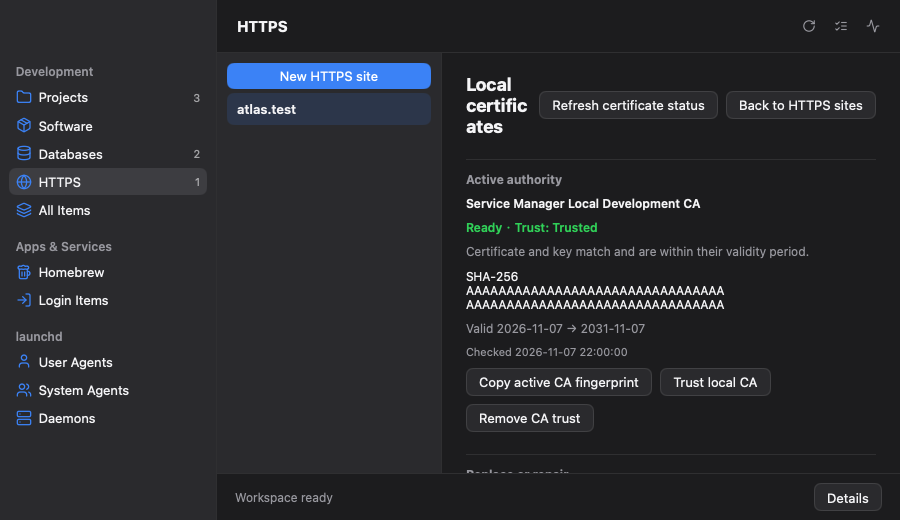 HTTPS
Development
Projects 3
Software
Databases 2
HTTPS 1
All Items
Apps & Services
Homebrew
Login Items
launchd
User Agents
System Agents
Daemons
New HTTPS site
atlas.test
Local
certific
ates
Refresh certificate status
Back to HTTPS sites
Active authority
Service Manager Local Development CA
Ready · Trust: Trusted
Certificate and key match and are within their validity period.
SHA-256
AAAAAAAAAAAAAAAAAAAAAAAAAAAAAAAA
AAAAAAAAAAAAAAAAAAAAAAAAAAAAAAAA
Valid 2026-11-07 → 2031-11-07
Checked 2026-11-07 22:00:00
Copy active CA fingerprint
Trust local CA
Remove CA trust
Replace or repair
Workspace ready
Details